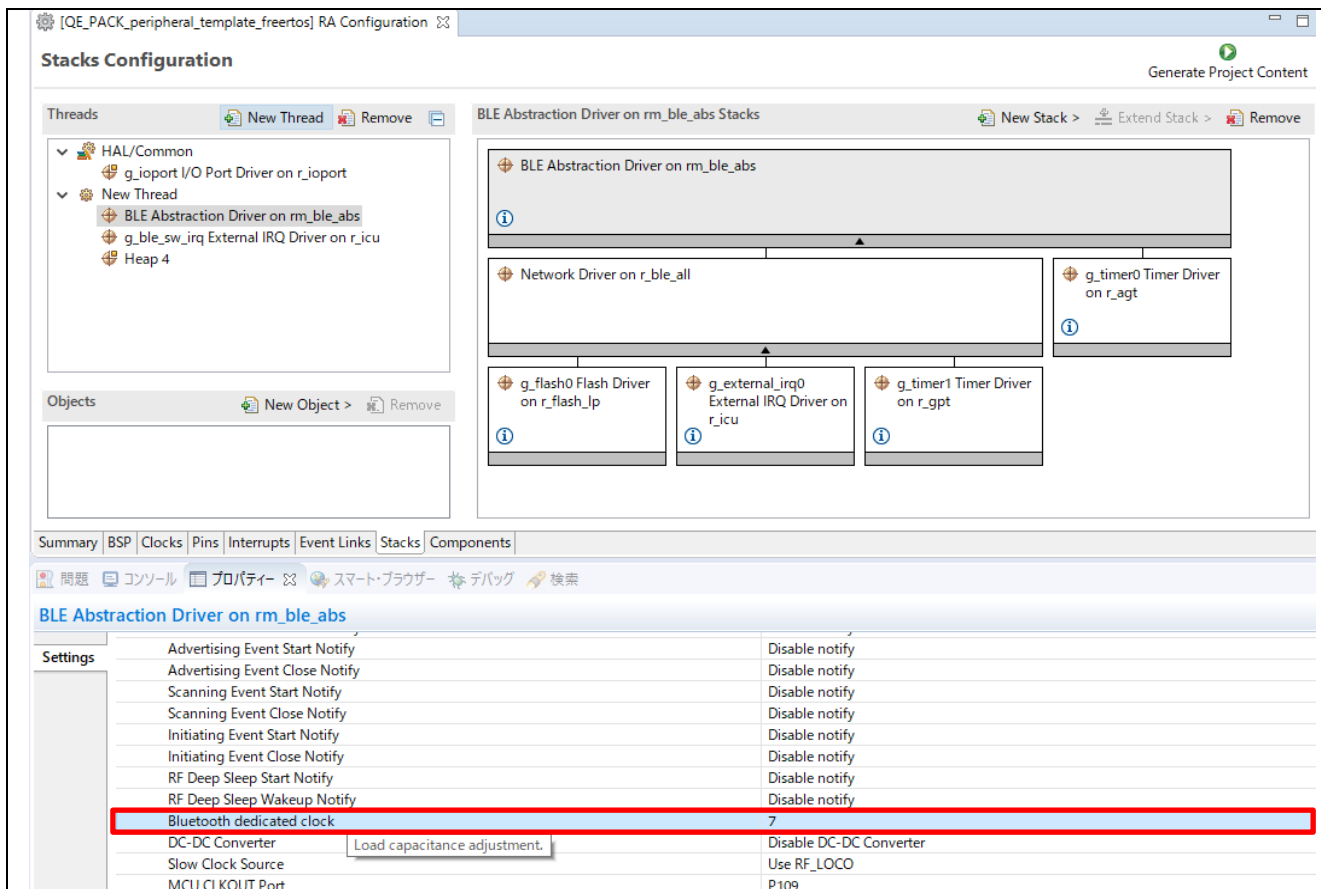 [QE_PACK_peripheral_template_freertos] RA Configuration
Stacks Configuration
Generate Project Content
Threads
New Thread
Remove
HAL/Common
g_ioport I/O Port Driver on r_ioport
New Thread
BLE Abstraction Driver on rm_ble_abs
g_ble_sw_irq External IRQ Driver on r_icu
Heap 4
Objects
New Object >
Remove
BLE Abstraction Driver on rm_ble_abs Stacks
New Stack >
Extend Stack >
Remove
BLE Abstraction Driver on rm_ble_abs
Network Driver on r_ble_all
g_timer0 Timer Driver
on r_agt
g_flash0 Flash Driver
on r_flash_lp
g_external_irq0
External IRQ Driver on
r_icu
g_timer1 Timer Driver
on r_gpt
Summary BSP Clocks Pins Interrupts Event Links Stacks Components
問題 コンソール プロパティー スマート・ブラウザー デバッグ 検索
BLE Abstraction Driver on rm_ble_abs
Settings
Advertising Event Start Notify Disable notify
Advertising Event Close Notify Disable notify
Scanning Event Start Notify Disable notify
Scanning Event Close Notify Disable notify
Initiating Event Start Notify Disable notify
Initiating Event Close Notify Disable notify
RF Deep Sleep Start Notify Disable notify
RF Deep Sleep Wakeup Notify Disable notify
Bluetooth dedicated clock 7
DC-DC Converter Disable DC-DC Converter
Load capacitance adjustment.
Slow Clock Source Use RF_LOCO
MCU CLKOUT Port P109